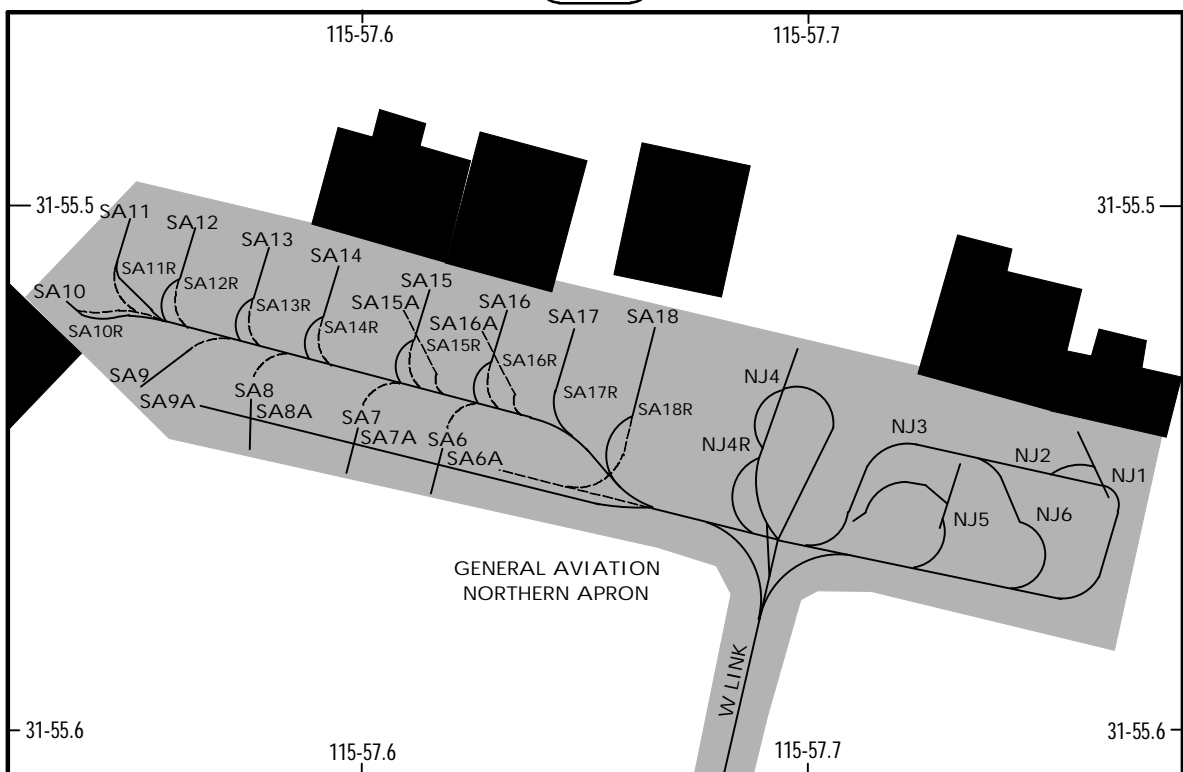 115-57.6
115-57.7
31-55.5
31-55.5
SA11
SA12
SA13
SA14
SA15
SA16
SA17
SA18
SA11R
SA12R
SA13R
SA14R
SA15A
SA15R
SA16A
SA16R
SA17R
SA18R
SA10
SA10R
SA9
SA9A
SA8
SA8A
SA7
SA7A
SA6
SA6A
NJ4
NJ4R
NJ3
NJ2
NJ1
NJ5
NJ6
GENERAL AVIATION
NORTHERN APRON
W LINK
31-55.6
31-55.6
115-57.6
115-57.7